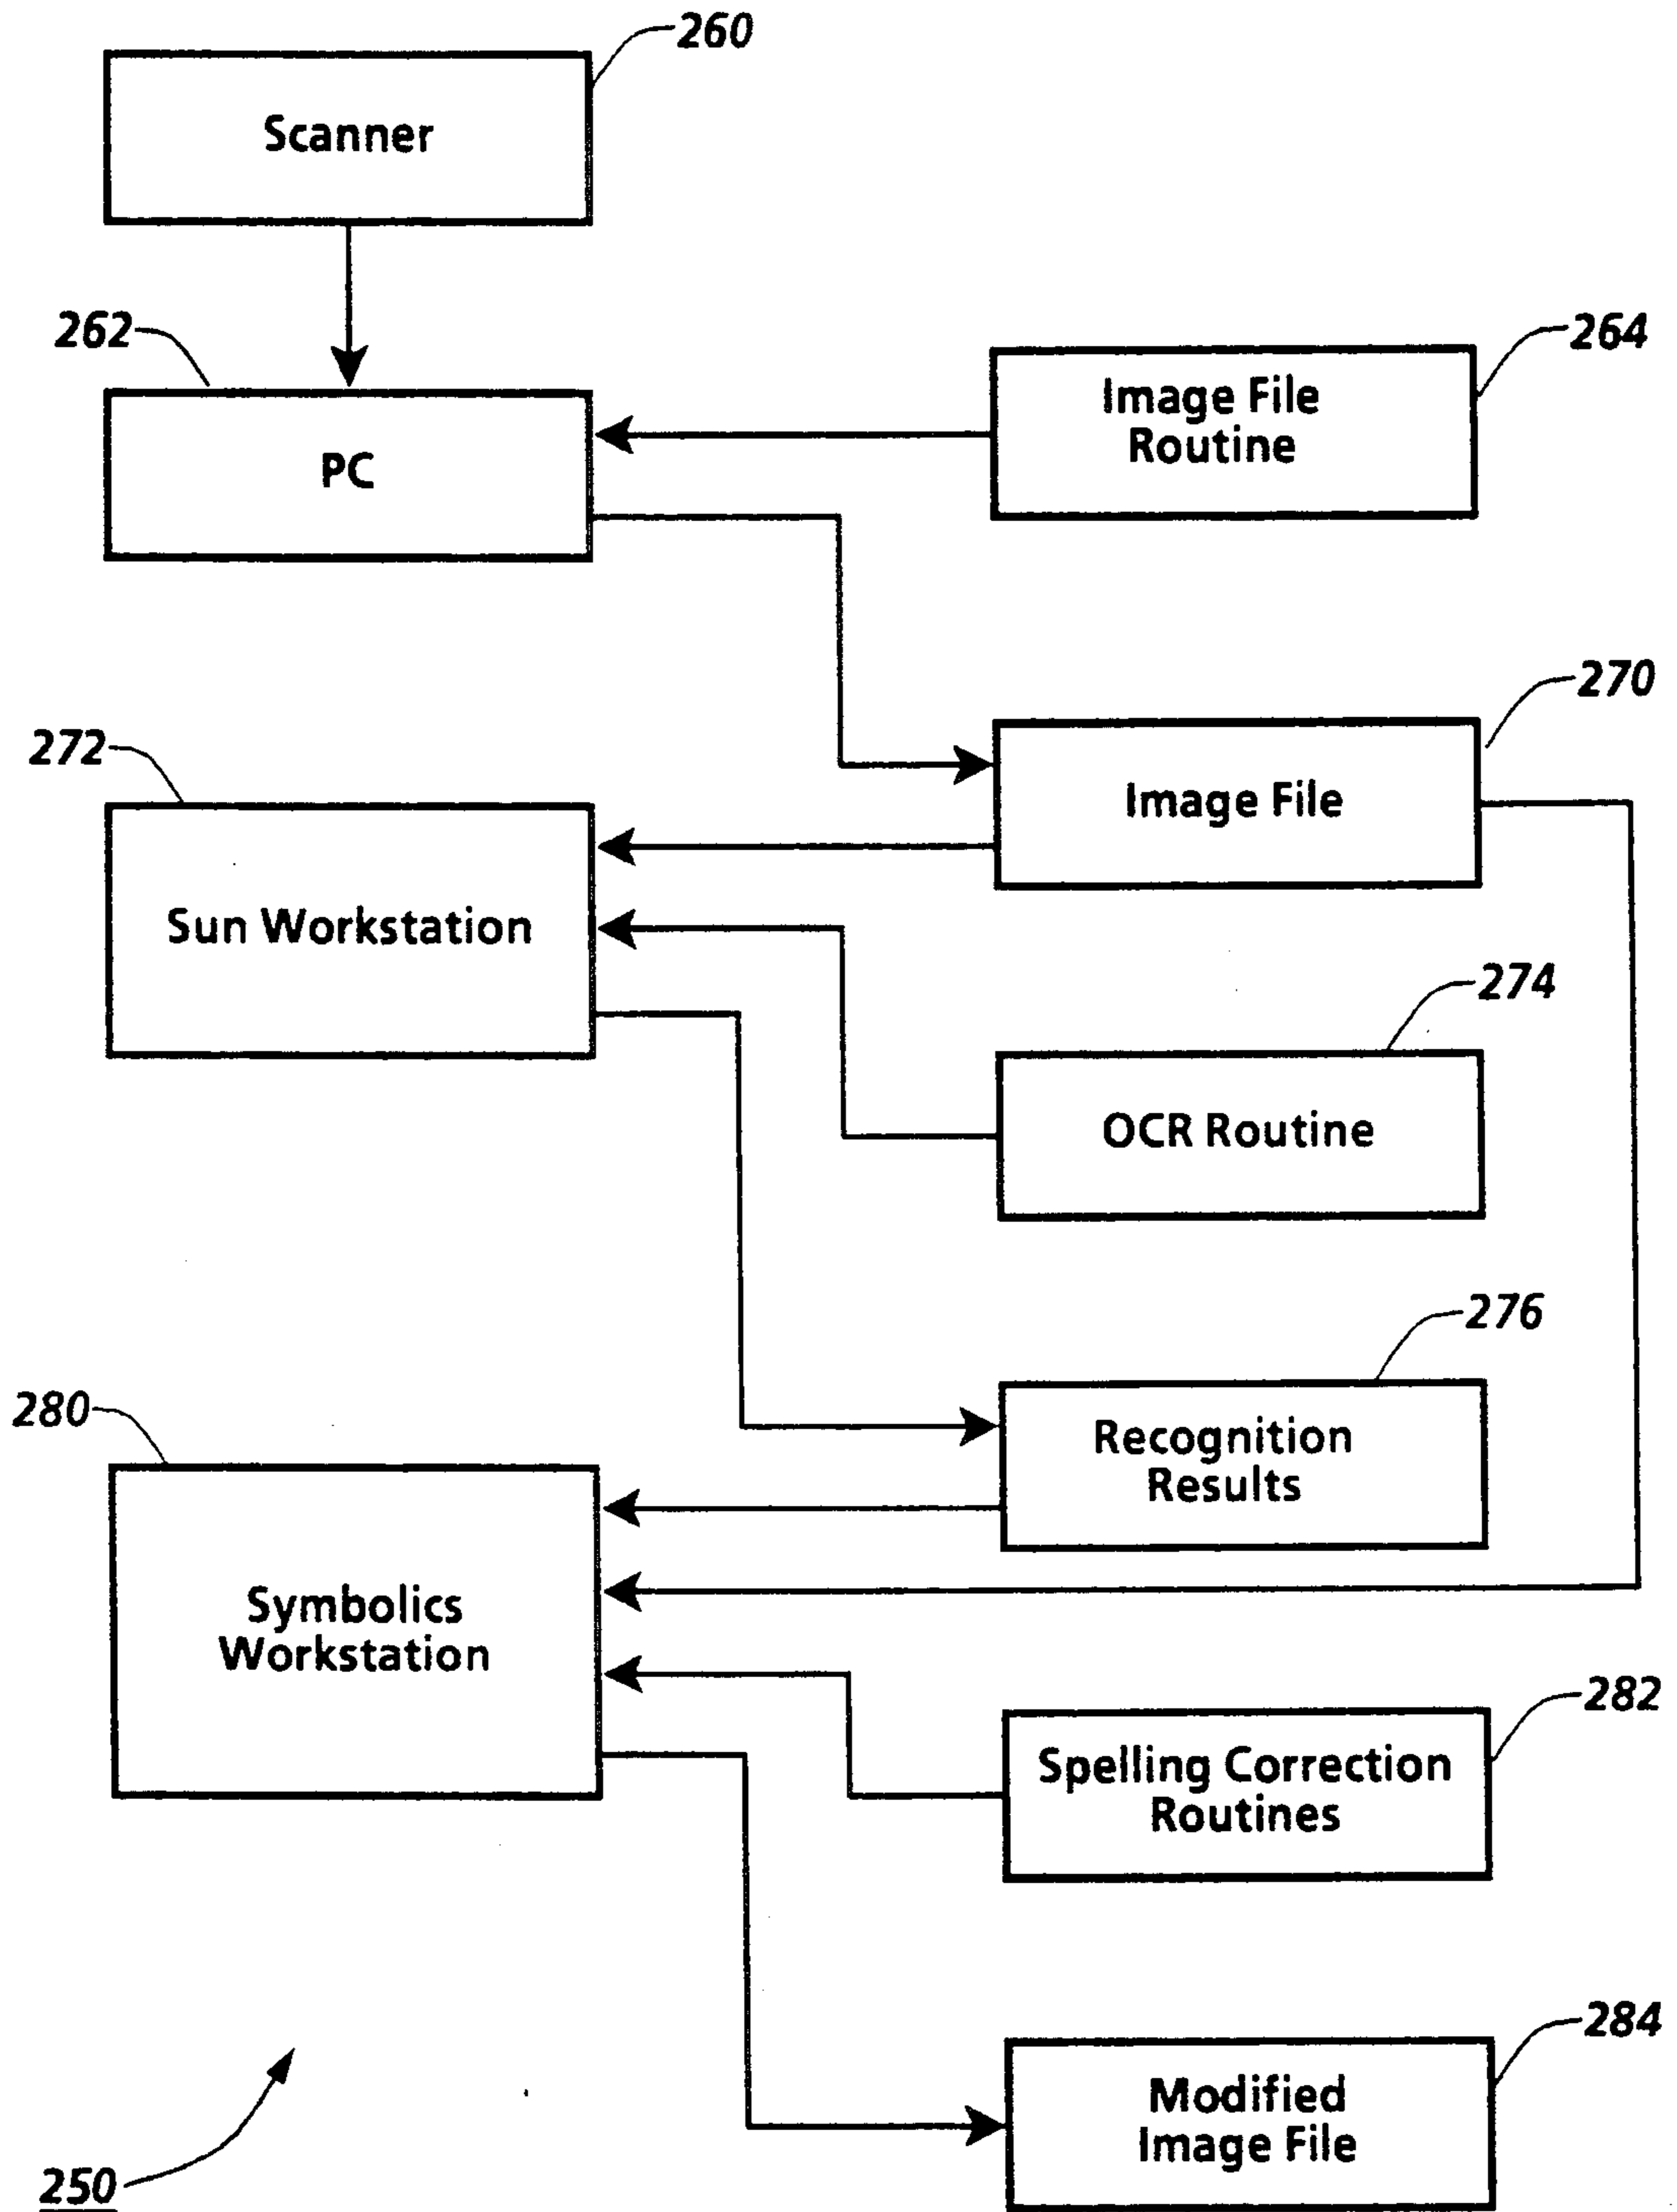 260
Scanner
262
264
Image File
Routine
PC
270
272
Image File
Sun Workstation
274
OCR Routine
276
280
Recognition
Results
Symbolics
Workstation
282
Spelling Correction
Routines
284
Modified
Image File
250